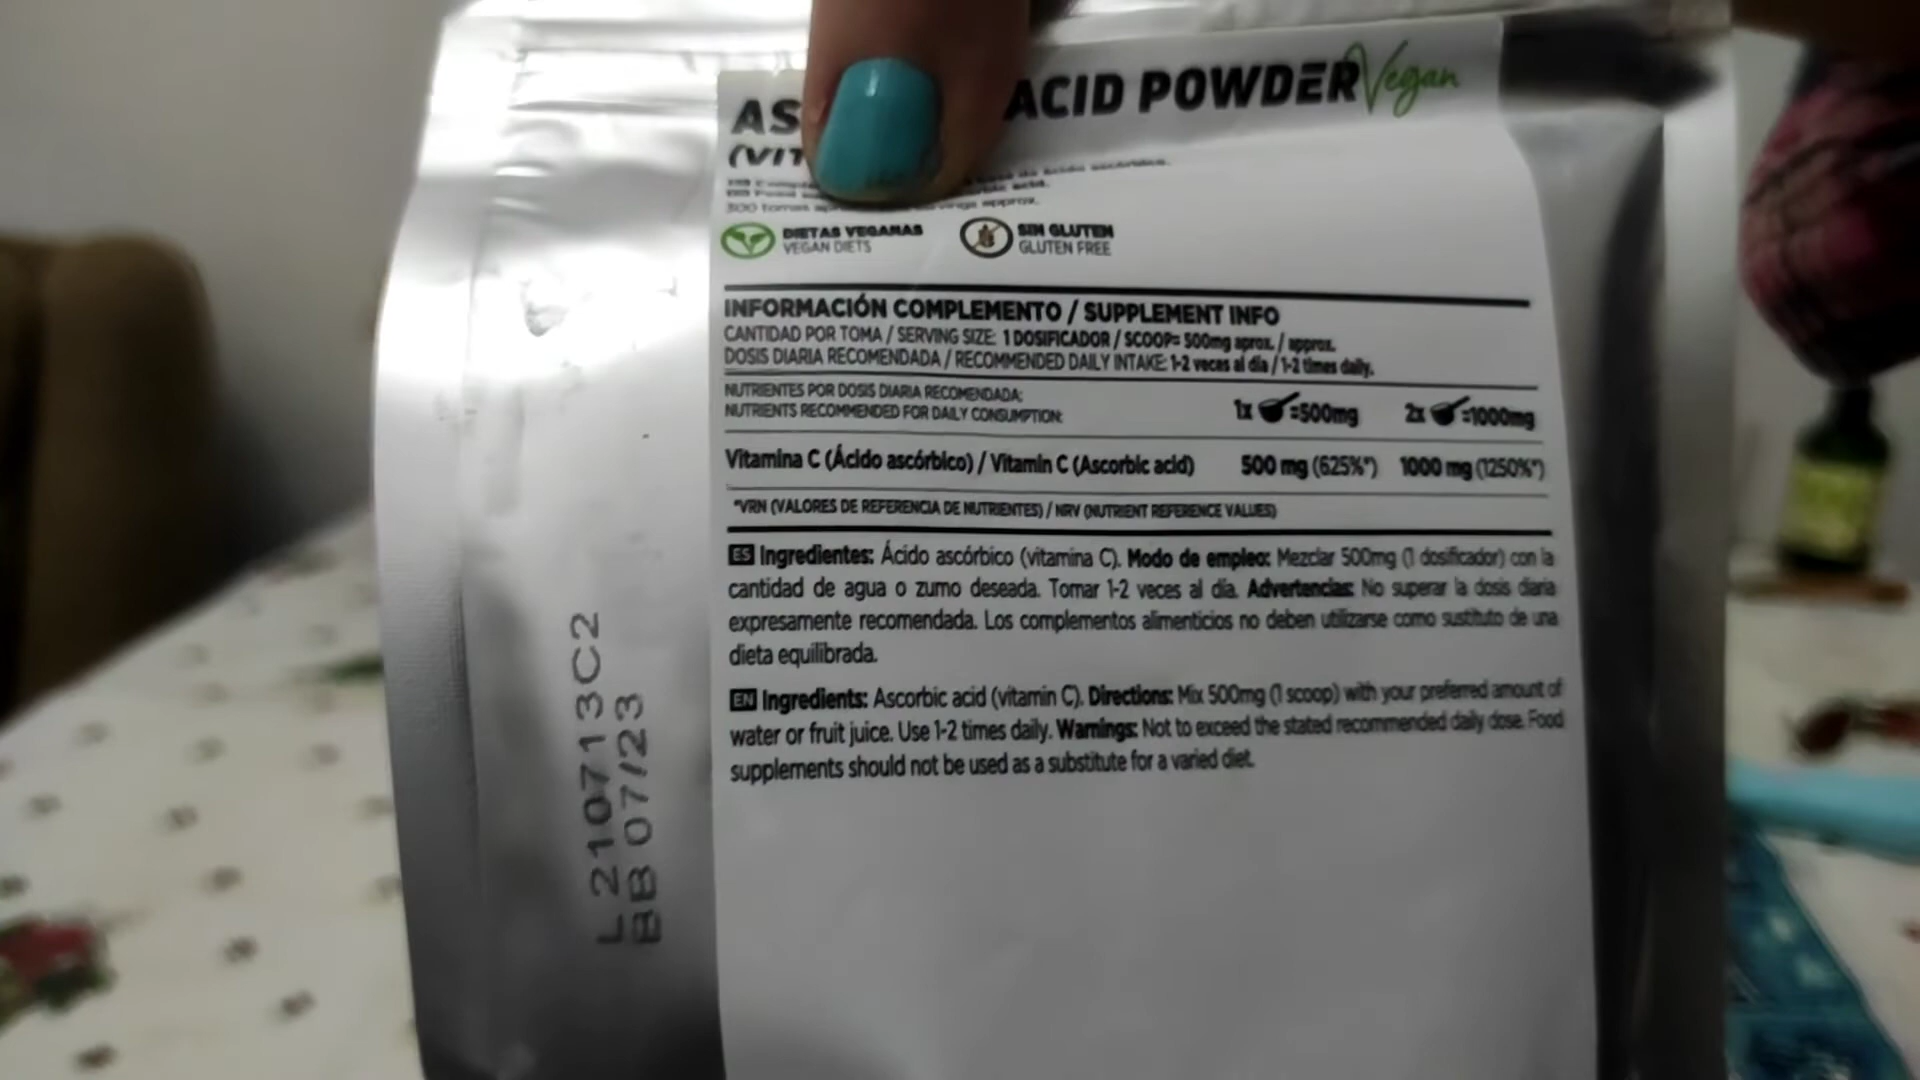 AS ACID POWDER Vegan
(VIT
de ácido ascórbico.
acid.
300 tomas approx.
DIETAS VEGANAS
VEGAN DIETS
SIN GLUTEN
GLUTEN FREE
INFORMACIÓN COMPLEMENTO / SUPPLEMENT INFO
CANTIDAD POR TOMA / SERVING SIZE: 1 DOSIFICADOR / SCOOP= 500mg aprox. / approx.
DOSIS DIARIA RECOMENDADA / RECOMMENDED DAILY INTAKE: 1-2 veces al día / 1-2 times daily.
NUTRIENTES POR DOSIS DIARIA RECOMENDADA:
NUTRIENTS RECOMMENDED FOR DAILY CONSUMPTION:
1x =500mg 2x =1000mg
Vitamina C (Ácido ascórbico) / Vitamin C (Ascorbic acid) 500 mg (625%*) 1000 mg (1250%*)
*VRN (VALORES DE REFERENCIA DE NUTRIENTES) / NRV (NUTRIENT REFERENCE VALUES)
ES Ingredientes: Ácido ascórbico (vitamina C). Modo de empleo: Mezclar 500mg (1 dosificador) con la
cantidad de agua o zumo deseada. Tomar 1-2 veces al día. Advertencias: No superar la dosis diaria
expresamente recomendada. Los complementos alimenticios no deben utilizarse como sustituto de una
dieta equilibrada.
EN Ingredients: Ascorbic acid (vitamin C). Directions: Mix 500mg (1 scoop) with your preferred amount of
water or fruit juice. Use 1-2 times daily. Warnings: Not to exceed the stated recommended daily dose. Food
supplements should not be used as a substitute for a varied diet.
L 210713C2
BB 07/23